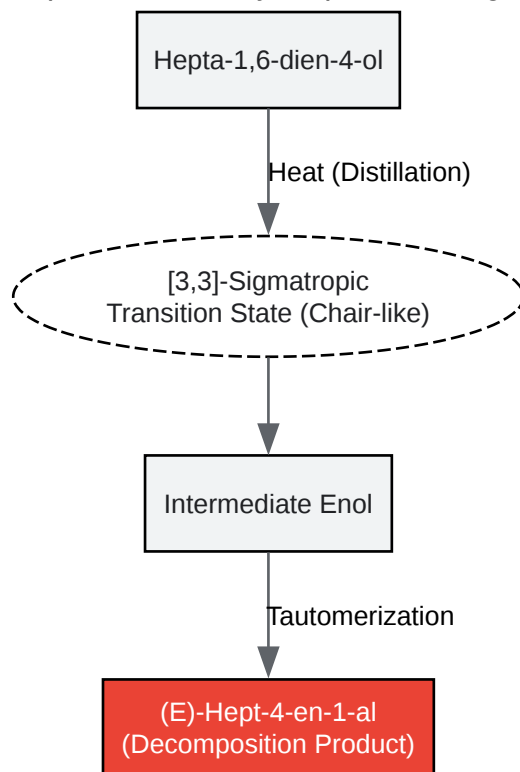 Hepta-1,6-dien-4-ol
Heat (Distillation)
[3,3]-Sigmatropic
Transition State (Chair-like)
Intermediate Enol
Tautomerization
(E)-Hept-4-en-1-al
(Decomposition Product)